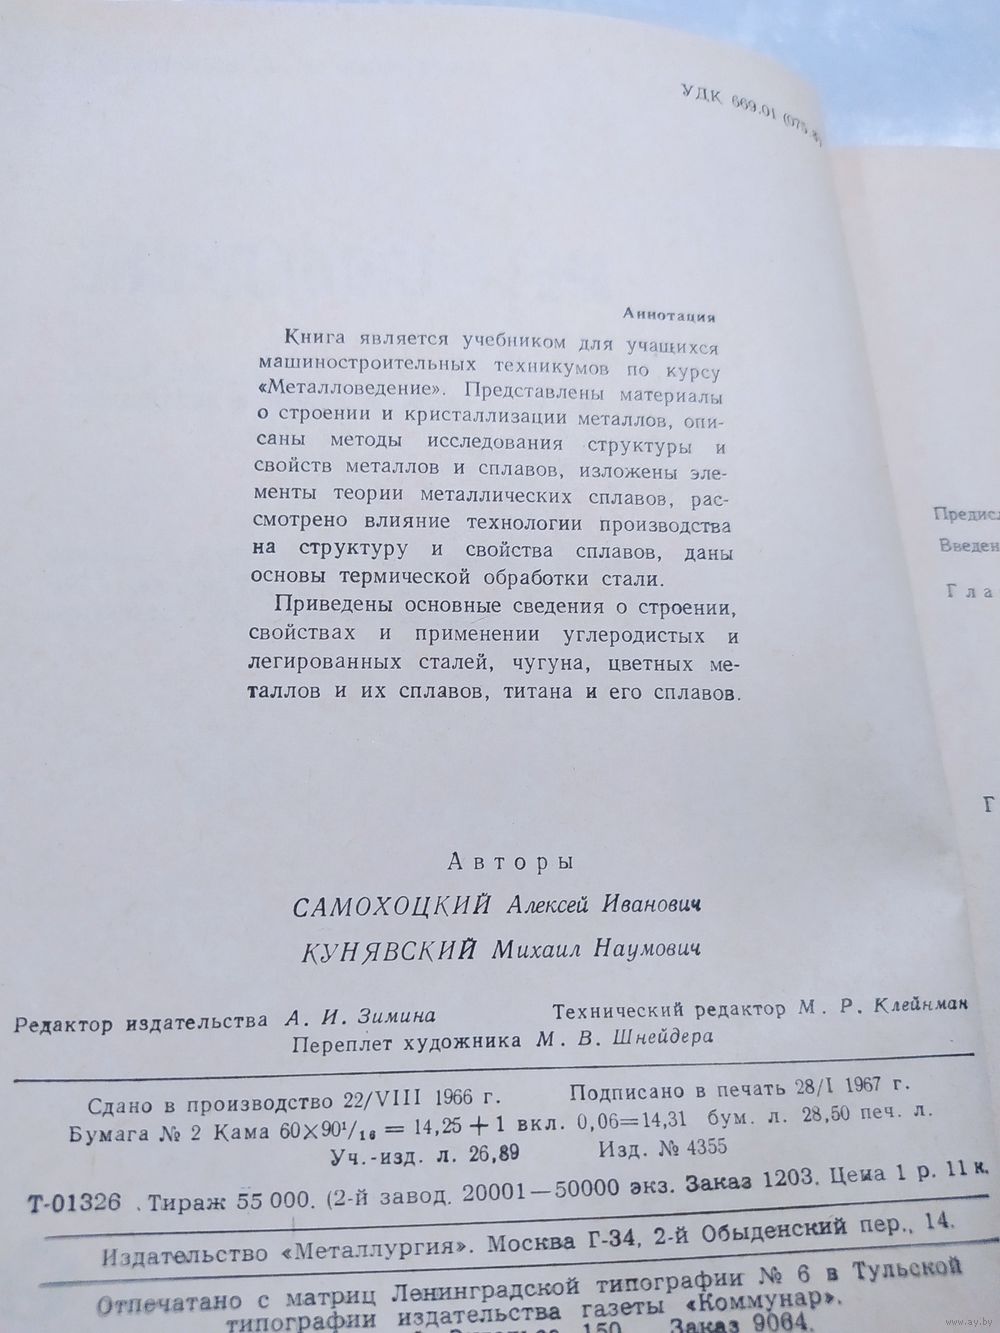 УДК 669.01 (075.8)
Аннотация
Книга является учебником для учащихся
машиностроительных техникумов по курсу
«Металловедение». Представлены материалы
о строении и кристаллизации металлов, опи-
саны методы исследования структуры и
свойств металлов и сплавов, изложены эле-
менты теории металлических сплавов, рас-
смотрено влияние технологии производства
на структуру и свойства сплавов, даны
основы термической обработки стали.
Приведены основные сведения о строении,
свойствах и применении углеродистых и
легированных сталей, чугуна, цветных ме-
таллов и их сплавов, титана и его сплавов.
Авторы
САМОХОЦКИЙ Алексей Иванович
КУНЯВСКИЙ Михаил Наумович
Редактор издательства А. И. Зимина Технический редактор М. Р. Клейнман
Переплет художника М. В. Шнейдера
Сдано в производство 22/VIII 1966 г. Подписано в печать 28/I 1967 г.
Бумага № 2 Кама 60×90¹/₁₆ = 14,25 + 1 вкл. 0,06=14,31 бум. л. 28,50 печ. л.
Уч.-изд. л. 26,89 Изд. № 4355
Т-01326. Тираж 55 000. (2-й завод. 20001—50000 экз. Заказ 1203. Цена 1 р. 11 к.
Издательство «Металлургия». Москва Г-34, 2-й Обыденский пер., 14.
Отпечатано с матриц Ленинградской типографии № 6 в Тульской
типографии издательства газеты «Коммунар».
150. Заказ 9064.
Предис
Введен
Гла
Г
www.ay.by